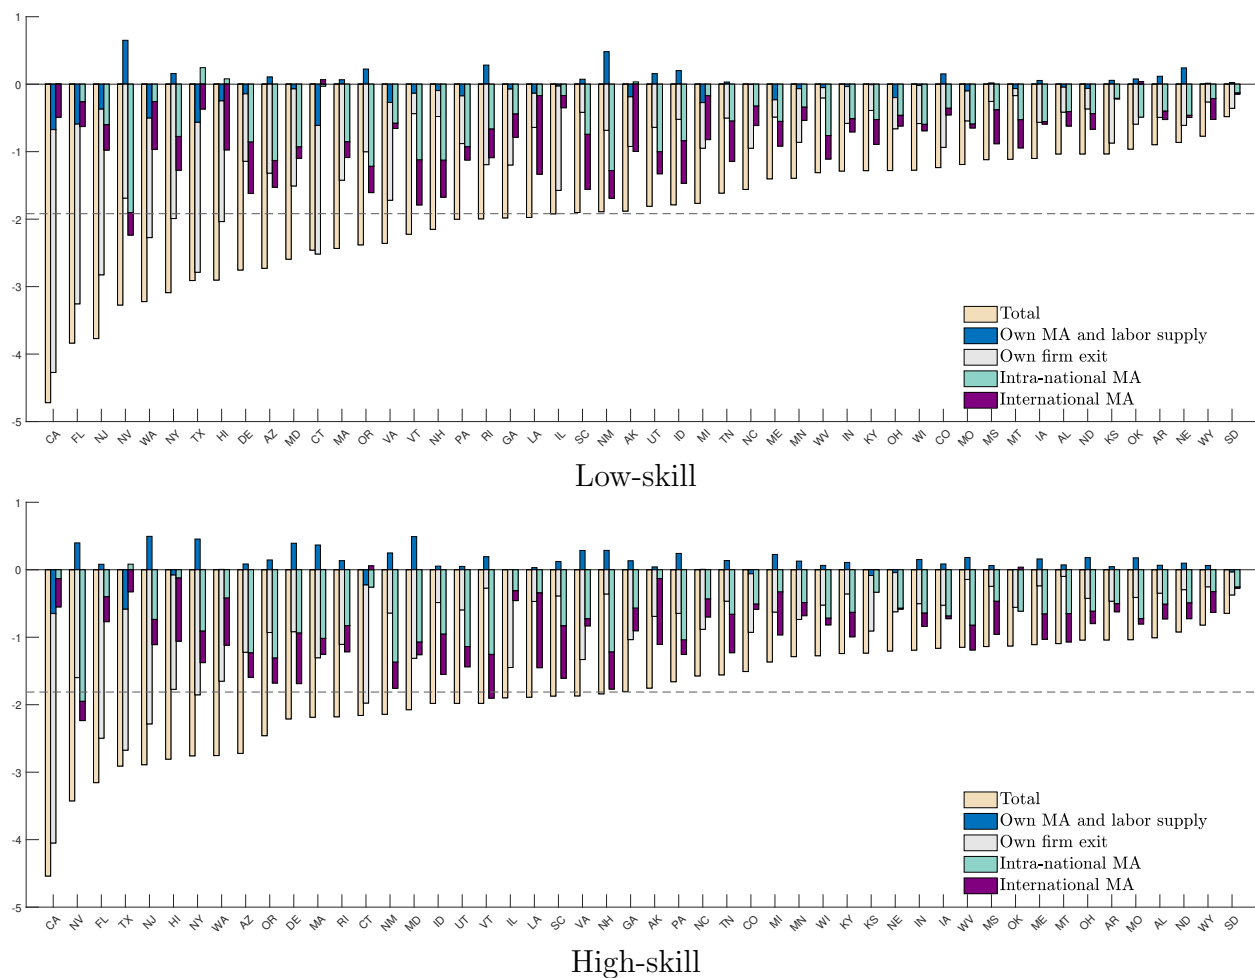 1
0
-1
-2
-3
-4
-5
Total
Own MA and labor supply
Own firm exit
Intra-national MA
International MA
CA FL NJ NV WA NY TX HI DE AZ MD CT MA OR VA VT NH PA RI GA LA IL SC NM AK UT ID MI TN NC ME MN WV IN KY OH WI CO MO MS MT IA AL ND KS OK AR NE WY SD
Low-skill
1
0
-1
-2
-3
-4
-5
Total
Own MA and labor supply
Own firm exit
Intra-national MA
International MA
CA NV FL TX NJ HI NY WA AZ OR DE MA RI CT NM MD ID UT VT IL LA SC VA NH GA AK PA NC TN CO MI MN WI KY KS NE IN IA WV MS OK ME MT OH AR MO AL ND WY SD
High-skill